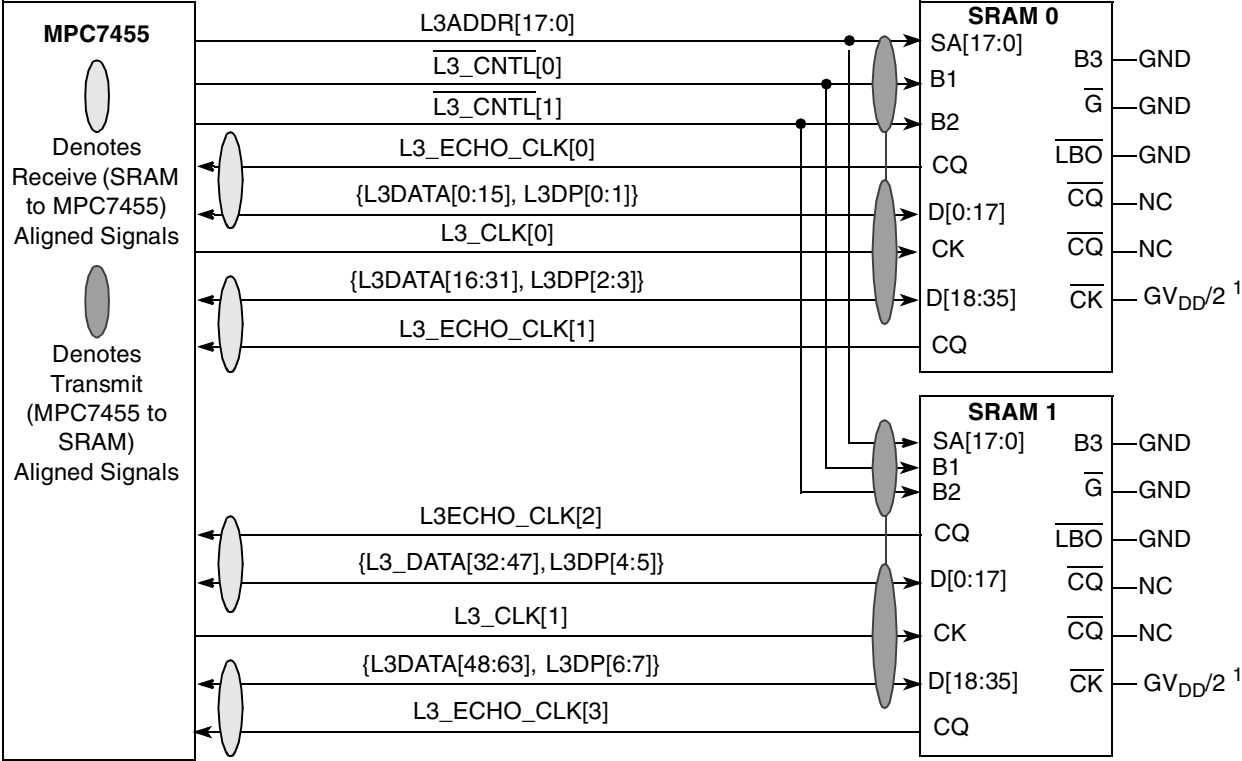 MPC7455
Denotes
Receive (SRAM
to MPC7455)
Aligned Signals
Denotes
Transmit
(MPC7455 to
SRAM)
Aligned Signals
L3ADDR[17:0]
L3_CNTL[0]
L3_CNTL[1]
L3_ECHO_CLK[0]
{L3DATA[0:15], L3DP[0:1]}
L3_CLK[0]
{L3DATA[16:31], L3DP[2:3]}
L3_ECHO_CLK[1]
L3ECHO_CLK[2]
{L3_DATA[32:47], L3DP[4:5]}
L3_CLK[1]
{L3DATA[48:63], L3DP[6:7]}
L3_ECHO_CLK[3]
SRAM 0
SA[17:0]
B1
B2
CQ
D[0:17]
CK
D[18:35]
CQ
B3 GND
G GND
LBO GND
CQ NC
CQ NC
CK GVDD/2 1
SRAM 1
SA[17:0]
B1
B2
CQ
D[0:17]
CK
D[18:35]
CQ
B3 GND
G GND
LBO GND
CQ NC
CQ NC
CK GVDD/2 1